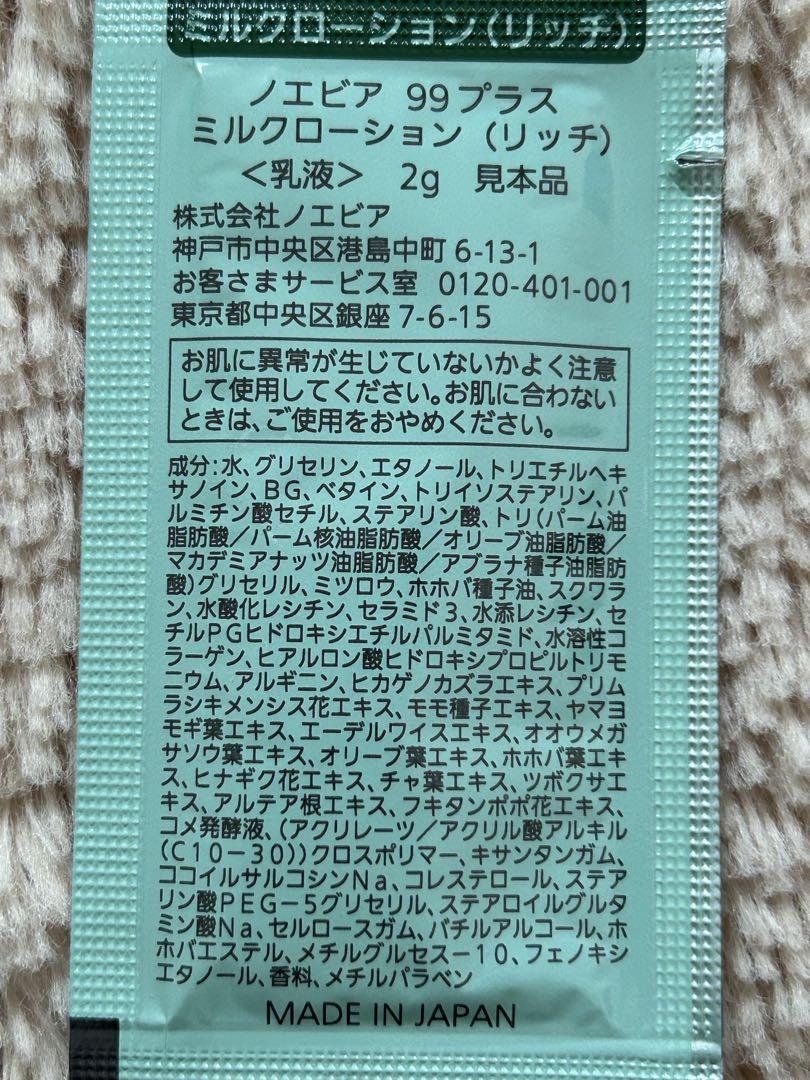 ミルクローション(リッチ)
ノエビア 99プラス
ミルクローション (リッチ)
<乳液> 2g 見本品
株式会社ノエビア
神戸市中央区港島中町 6-13-1
お客さまサービス室 0120-401-001
東京都中央区銀座 7-6-15
お肌に異常が生じていないかよく注意
して使用してください。お肌に合わない
ときは、ご使用をおやめください。
成分:水、グリセリン、エタノール、トリエチルヘキ
サノイン、BG、ベタイン、トリイソステアリン、パ
ルミチン酸セチル、ステアリン酸、トリ(パーム油
脂肪酸/パーム核油脂肪酸/オリーブ油脂肪酸/
マカデミアナッツ油脂肪酸/アブラナ種子油脂肪
酸)グリセリル、ミツロウ、ホホバ種子油、スクワラ
ン、水酸化レシチン、セラミド3、水添レシチン、セ
チルPGヒドロキシエチルパルミタミド、水溶性コ
ラーゲン、ヒアルロン酸ヒドロキシプロピルトリモ
ニウム、アルギニン、ヒカゲノカズラエキス、プリム
ラシキメンシス花エキス、モモ種子エキス、ヤマヨ
モギ葉エキス、エーデルワイスエキス、オオウメガ
サソウ葉エキス、オリーブ葉エキス、ホホバ葉エキ
ス、ヒナギク花エキス、チャ葉エキス、ツボクサエ
キス、アルテア根エキス、フキタンポポ花エキス、
コメ発酵液、(アクリレーツ/アクリル酸アルキル
(C10-30))クロスポリマー、キサンタンガム、
ココイルサルコシンNa、コレステロール、ステア
リン酸PEG-5グリセリル、ステアロイルグルタ
ミン酸Na、セルロースガム、バチルアルコール、ホ
ホバエステル、メチルグルセス-10、フェノキシ
エタノール、香料、メチルパラベン
MADE IN JAPAN